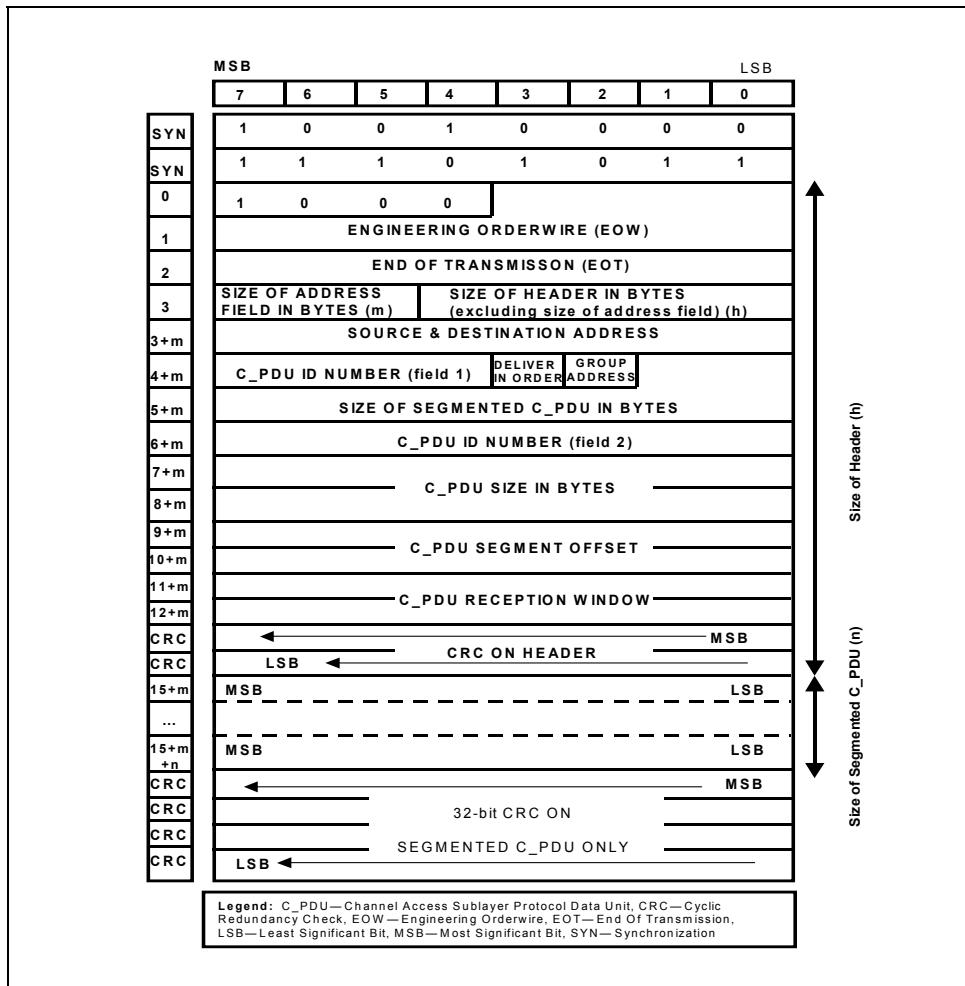 MSB LSB
7 6 5 4 3 2 1 0
SYN 1 0 0 1 0 0 0 0
SYN 1 1 1 0 1 0 1 1
0 1 0 0 0
1 ENGINEERING ORDERWIRE (EOW)
2 END OF TRANSMISSON (EOT)
3 SIZE OF ADDRESS FIELD IN BYTES (m) SIZE OF HEADER IN BYTES (excluding size of address field) (h)
3+m SOURCE & DESTINATION ADDRESS
4+m C_PDU ID NUMBER (field 1) DELIVER IN ORDER GROUP ADDRESS
5+m SIZE OF SEGMENTED C_PDU IN BYTES
6+m C_PDU ID NUMBER (field 2)
7+m
C_PDU SIZE IN BYTES
8+m
9+m
C_PDU SEGMENT OFFSET
10+m
11+m
C_PDU RECEPTION WINDOW
12+m
CRC MSB
CRC ON HEADER
CRC LSB
15+m MSB LSB
...
15+m +n MSB LSB
CRC MSB
CRC 32-bit CRC ON
CRC SEGMENTED C_PDU ONLY
CRC LSB
Size of Header (h)
Size of Segmented C_PDU (n)
Legend: C_PDU—Channel Access Sublayer Protocol Data Unit, CRC—Cyclic
Redundancy Check, EOW—Engineering Orderwire, EOT—End Of Transmission,
LSB—Least Significant Bit, MSB—Most Significant Bit, SYN—Synchronization